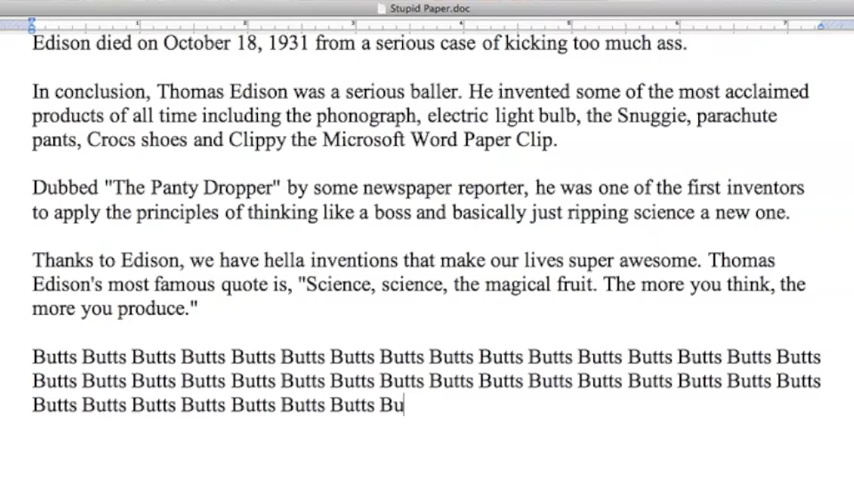 Stupid Paper.doc
1 2 3 4 5 6 7
Edison died on October 18, 1931 from a serious case of kicking too much ass.
In conclusion, Thomas Edison was a serious baller. He invented some of the most acclaimed
products of all time including the phonograph, electric light bulb, the Snuggie, parachute
pants, Crocs shoes and Clippy the Microsoft Word Paper Clip.
Dubbed "The Panty Dropper" by some newspaper reporter, he was one of the first inventors
to apply the principles of thinking like a boss and basically just ripping science a new one.
Thanks to Edison, we have hella inventions that make our lives super awesome. Thomas
Edison's most famous quote is, "Science, science, the magical fruit. The more you think, the
more you produce."
Butts Butts Butts Butts Butts Butts Butts Butts Butts Butts Butts Butts Butts Butts Butts Butts
Butts Butts Butts Butts Butts Butts Butts Butts Butts Butts Butts Butts Butts Butts Butts Butts
Butts Butts Butts Butts Butts Butts Butts Bu